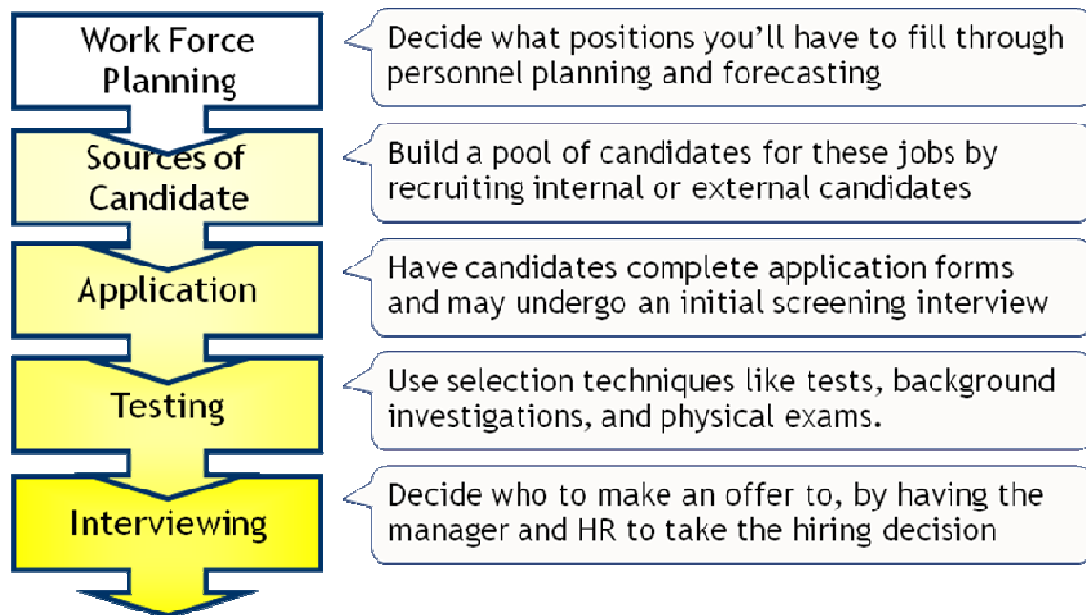 Work Force
Planning
Decide what positions you'll have to fill through
personnel planning and forecasting
Sources of
Candidate
Build a pool of candidates for these jobs by
recruiting internal or external candidates
Application
Have candidates complete application forms
and may undergo an initial screening interview
Testing
Use selection techniques like tests, background
investigations, and physical exams.
Interviewing
Decide who to make an offer to, by having the
manager and HR to take the hiring decision